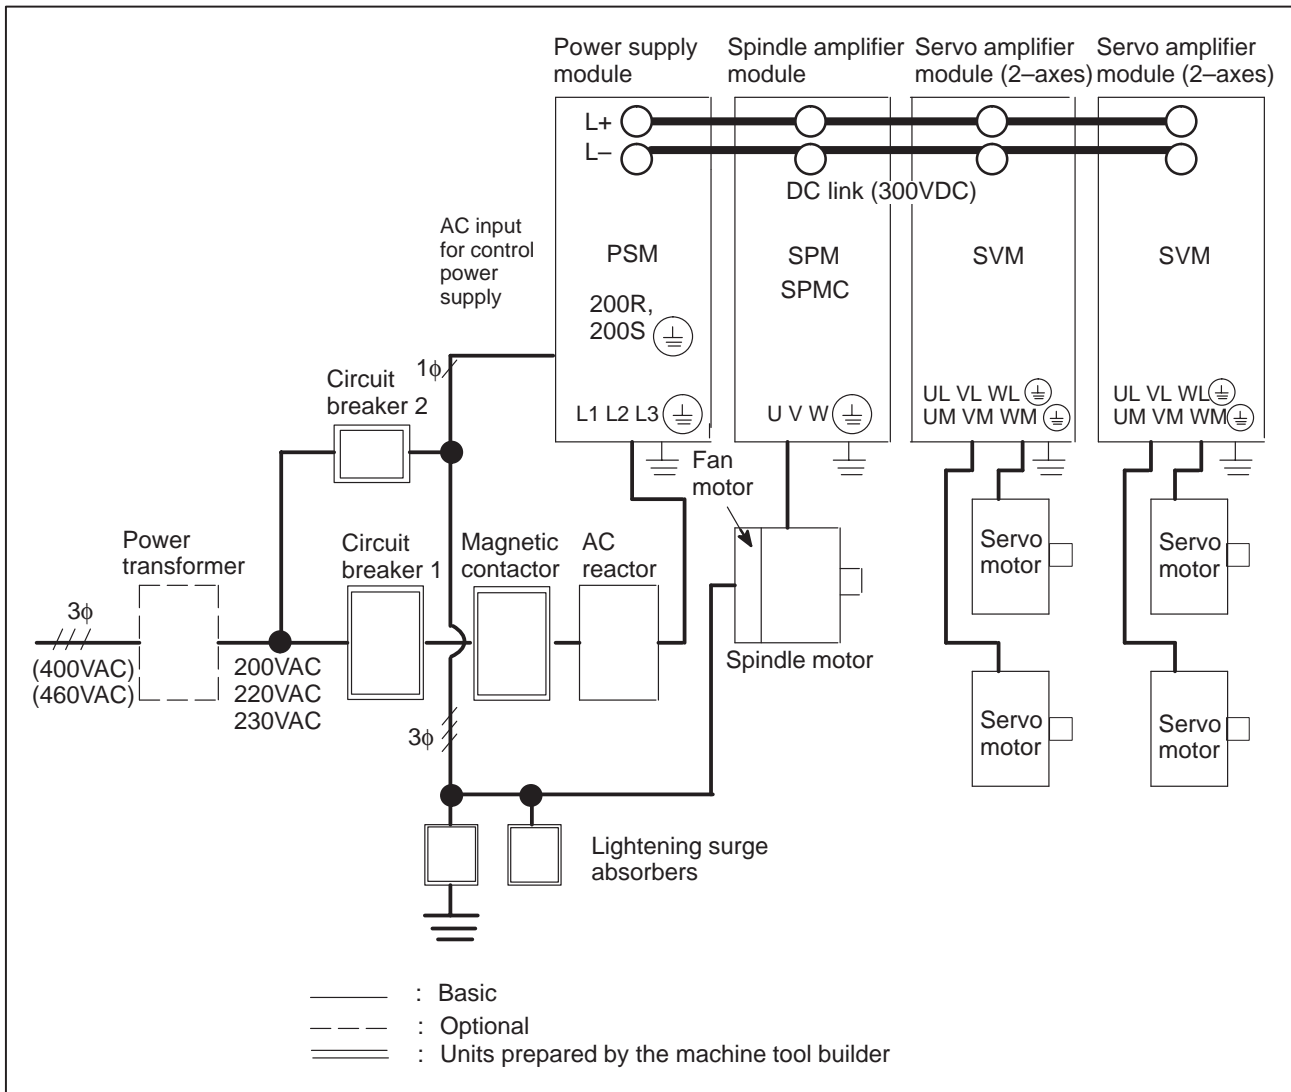 Power supply
module
Spindle amplifier
module
Servo amplifier
module (2–axes)
Servo amplifier
module (2–axes)
L+
L–
DC link (300VDC)
AC input
for control
power
supply
PSM
200R,
200S
SPM
SPMC
SVM
SVM
1ϕ
Circuit
breaker 2
L1 L2 L3
U V W
UL VL WL
UM VM WM
UL VL WL
UM VM WM
Fan
motor
Power
transformer
Circuit
breaker 1
Magnetic
contactor
AC
reactor
Servo
motor
Servo
motor
3ϕ
(400VAC)
(460VAC)
200VAC
220VAC
230VAC
Spindle motor
3ϕ
Servo
motor
Servo
motor
Lightening surge
absorbers
: Basic
: Optional
: Units prepared by the machine tool builder